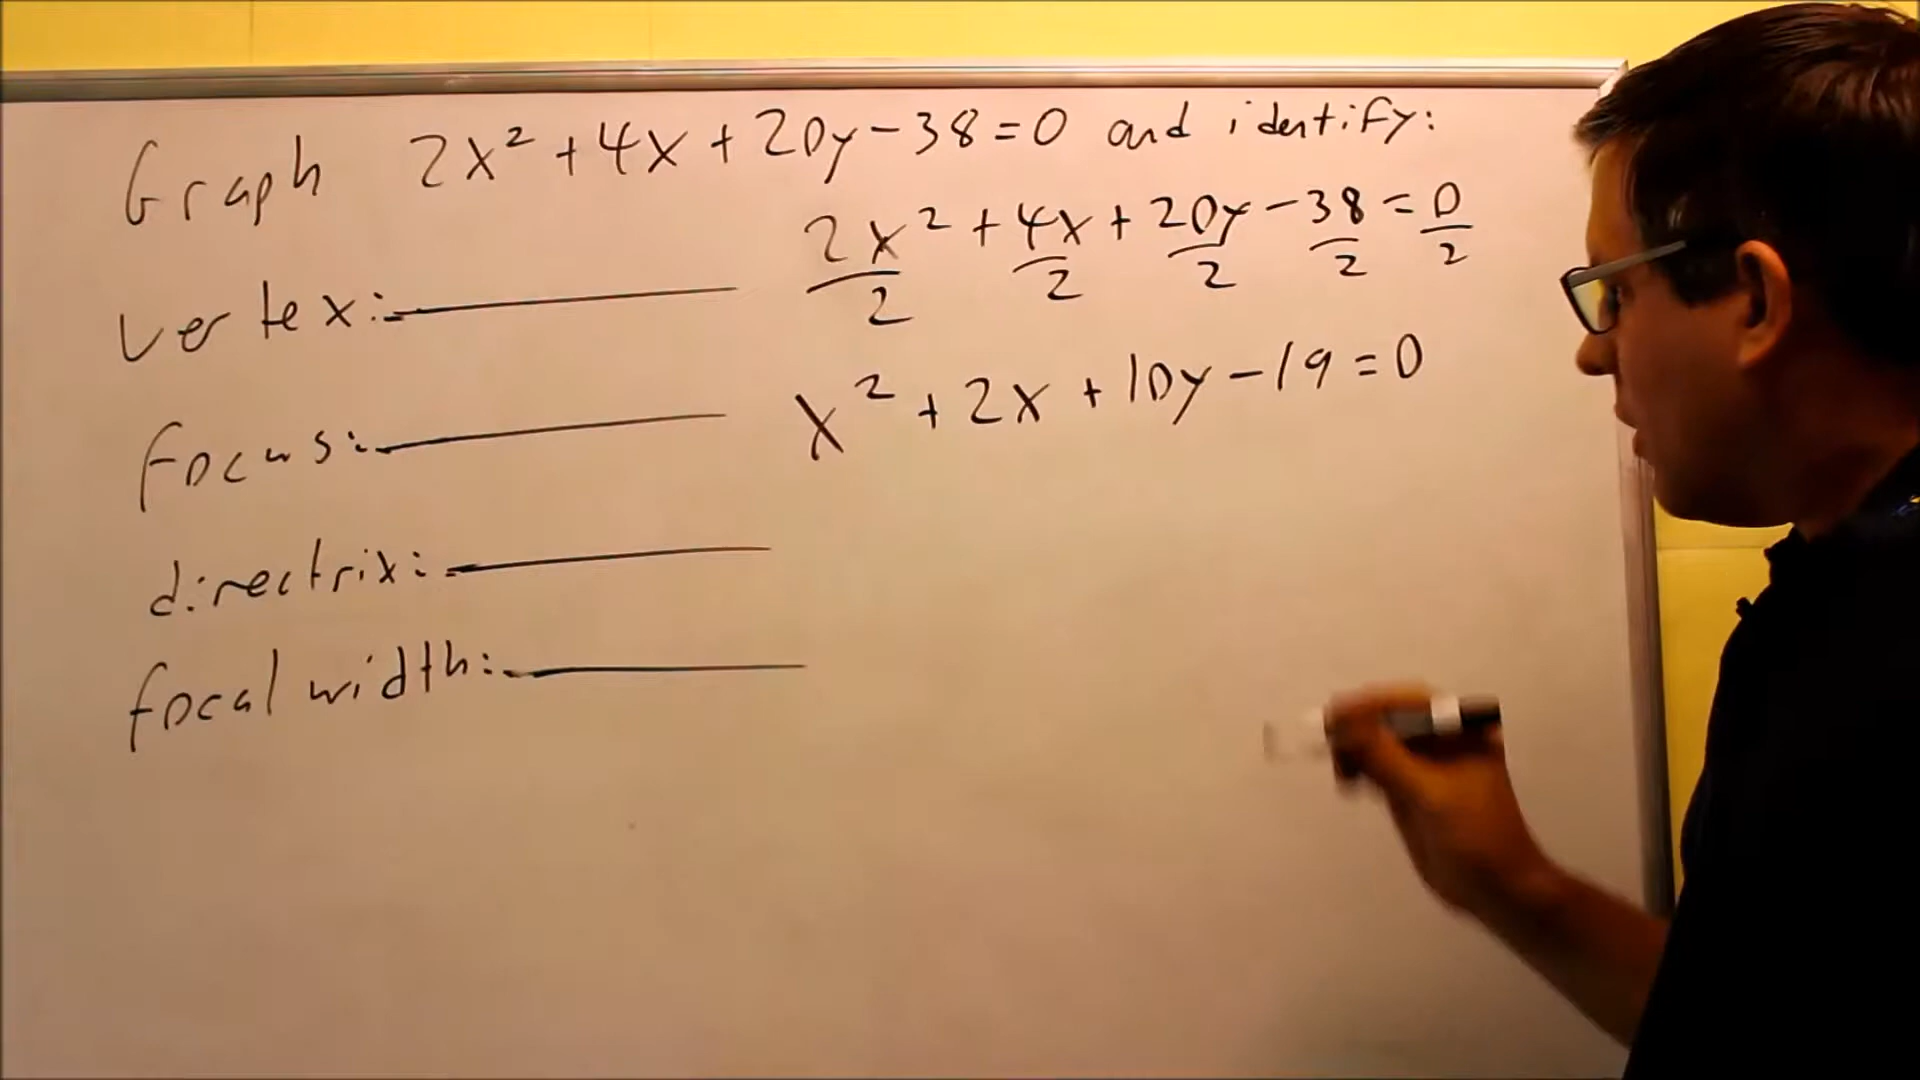 Graph 2x² + 4x + 20y - 38 = 0 and identify:
2x²/2 + 4x/2 + 20y/2 - 38/2 = 0/2
vertex:
x² + 2x + 10y - 19 = 0
focus:
directrix:
focal width: